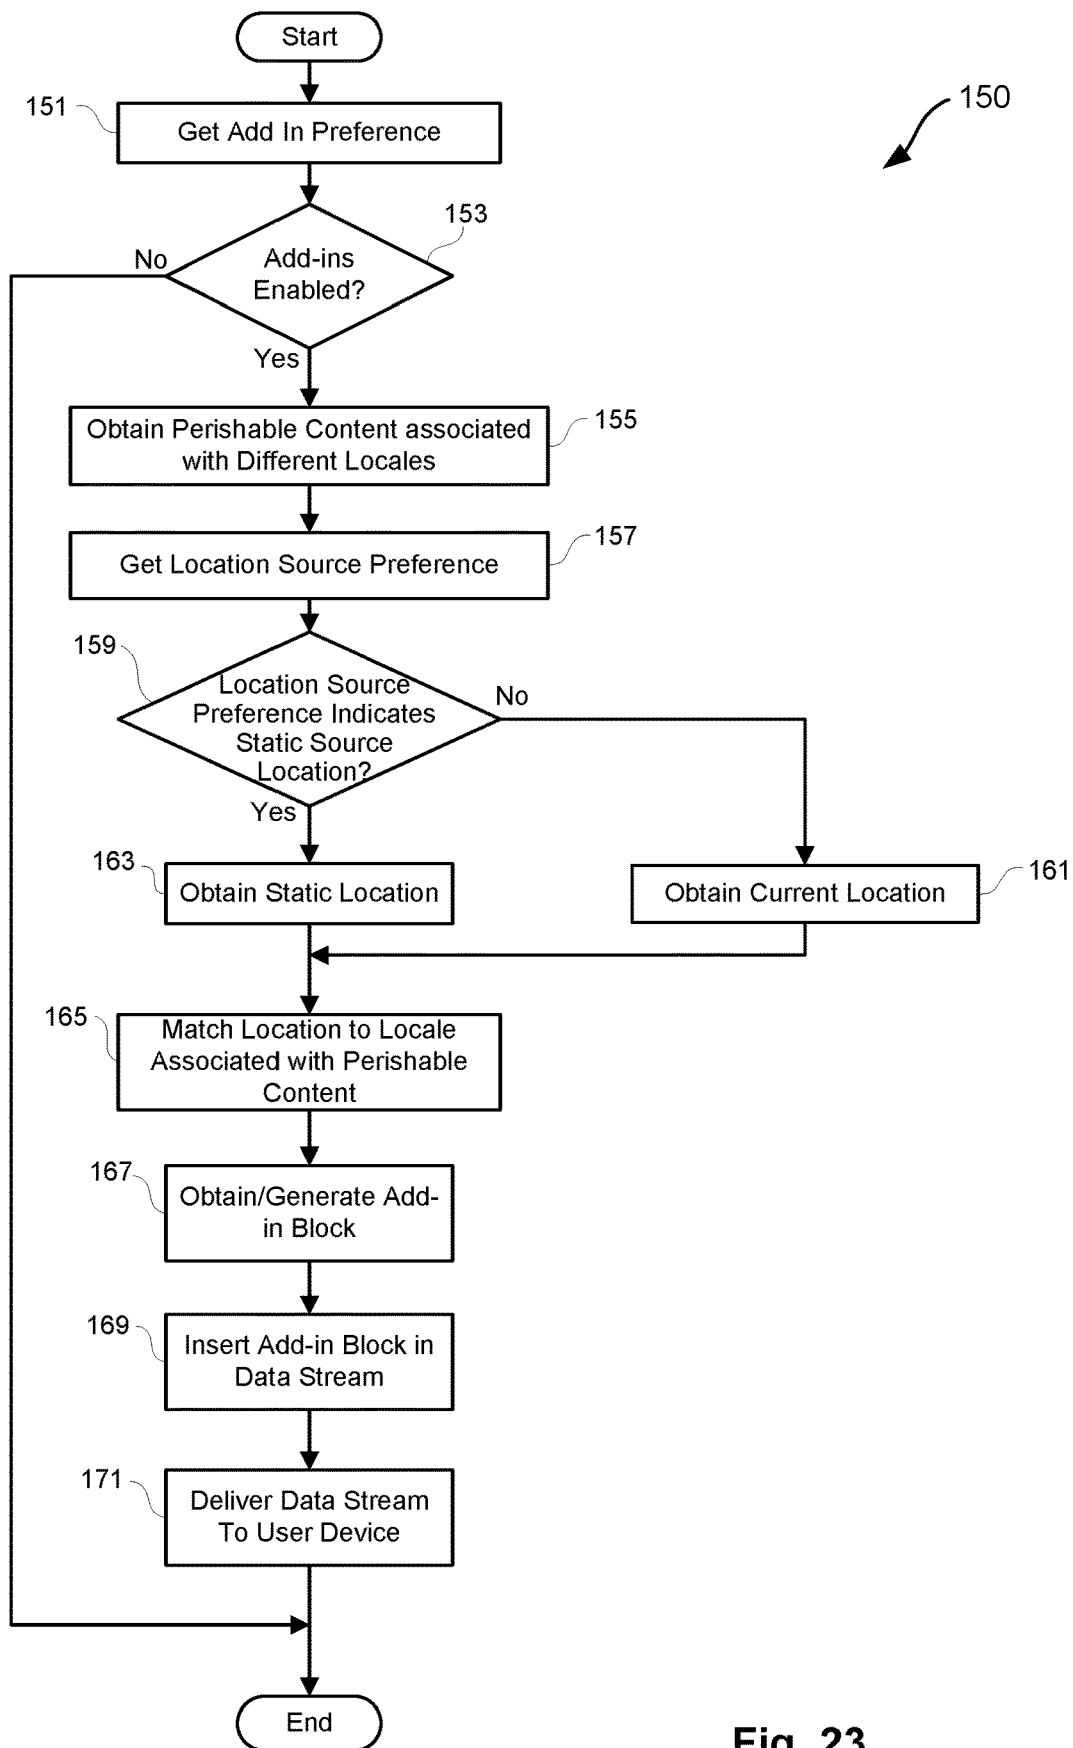 Start
151
Get Add In Preference
150
153
Add-ins
Enabled?
No
Yes
155
Obtain Perishable Content associated
with Different Locales
157
Get Location Source Preference
159
Location Source
Preference Indicates
Static Source
Location?
No
Yes
163
Obtain Static Location
161
Obtain Current Location
165
Match Location to Locale
Associated with Perishable
Content
167
Obtain/Generate Add-
in Block
169
Insert Add-in Block in
Data Stream
171
Deliver Data Stream
To User Device
End
Fig. 23